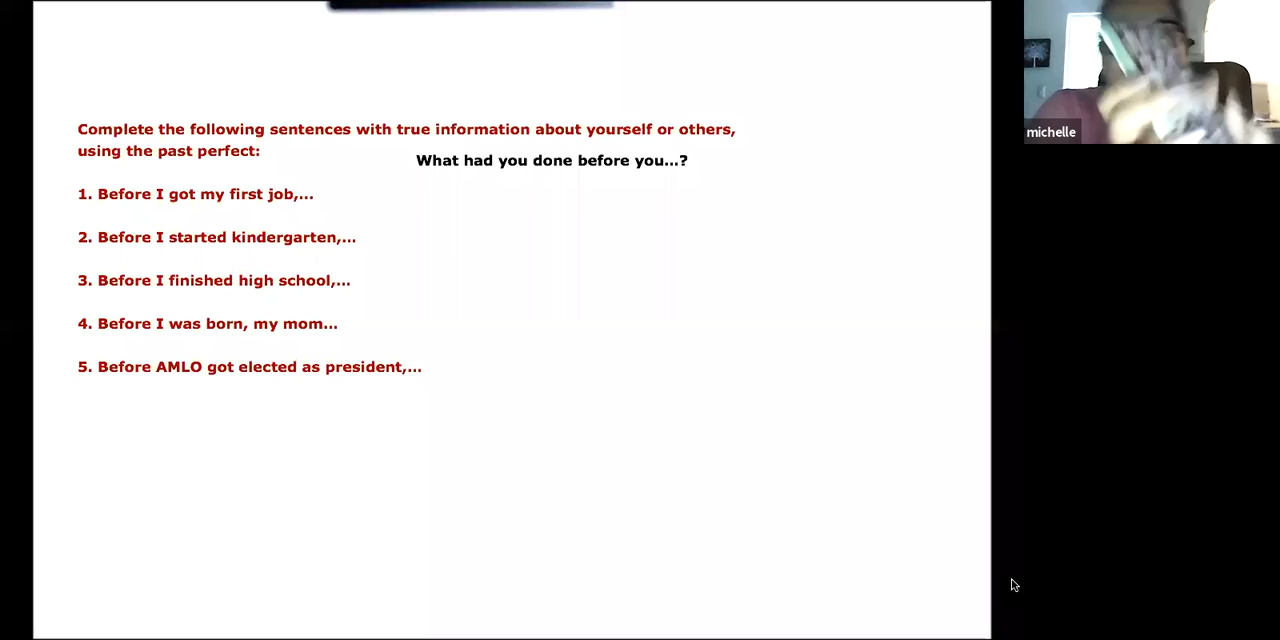 Complete the following sentences with true information about yourself or others,
using the past perfect:
What had you done before you...?
1. Before I got my first job,...
2. Before I started kindergarten,...
3. Before I finished high school,...
4. Before I was born, my mom...
5. Before AMLO got elected as president,...
michelle